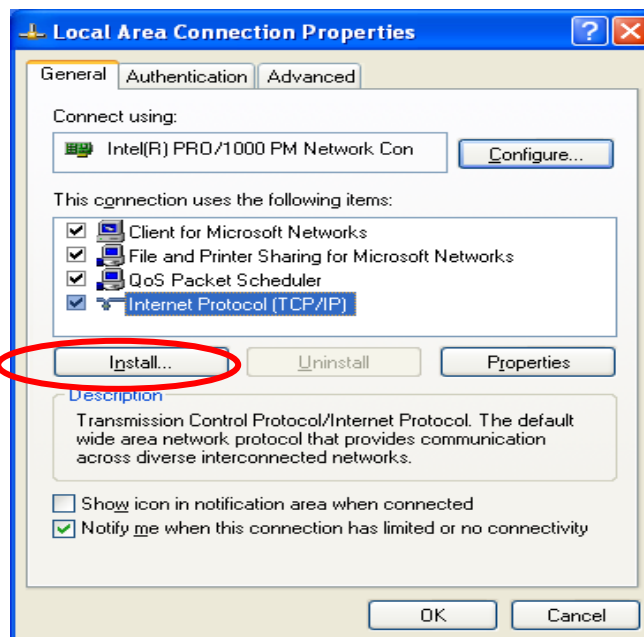 Local Area Connection Properties
General Authentication Advanced
Connect using:
Intel(R) PRO/1000 PM Network Con
Configure...
This connection uses the following items:
Client for Microsoft Networks
File and Printer Sharing for Microsoft Networks
QoS Packet Scheduler
Internet Protocol (TCP/IP)
Install... Uninstall Properties
Description
Transmission Control Protocol/Internet Protocol. The default
wide area network protocol that provides communication
across diverse interconnected networks.
Show icon in notification area when connected
Notify me when this connection has limited or no connectivity
OK Cancel